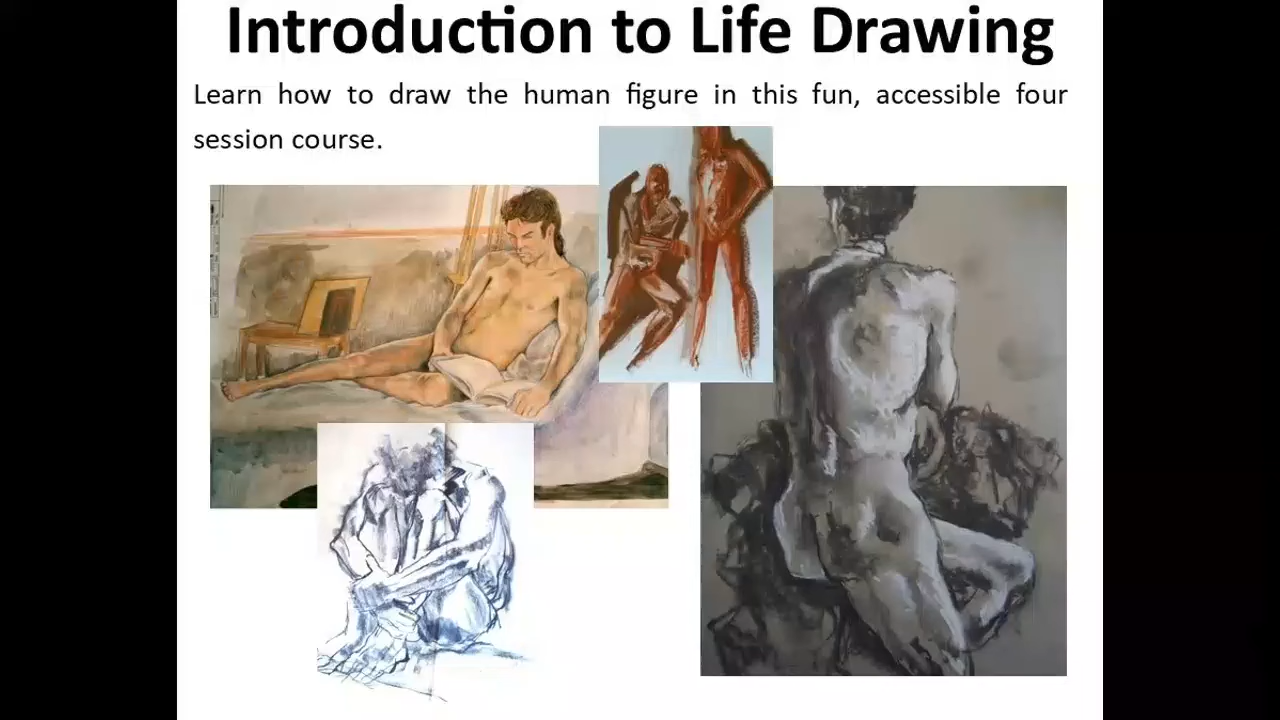 Introduction to Life Drawing
Learn how to draw the human figure in this fun, accessible four
session course.